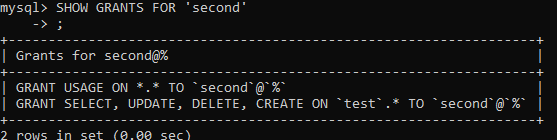 mysql> SHOW GRANTS FOR 'second'
    -> ;
+---------------------------------------------------------------+
| Grants for second@%                                           |
+---------------------------------------------------------------+
| GRANT USAGE ON *.* TO `second`@`%`                            |
| GRANT SELECT, UPDATE, DELETE, CREATE ON `test`.* TO `second`@`%` |
+---------------------------------------------------------------+
2 rows in set (0.00 sec)